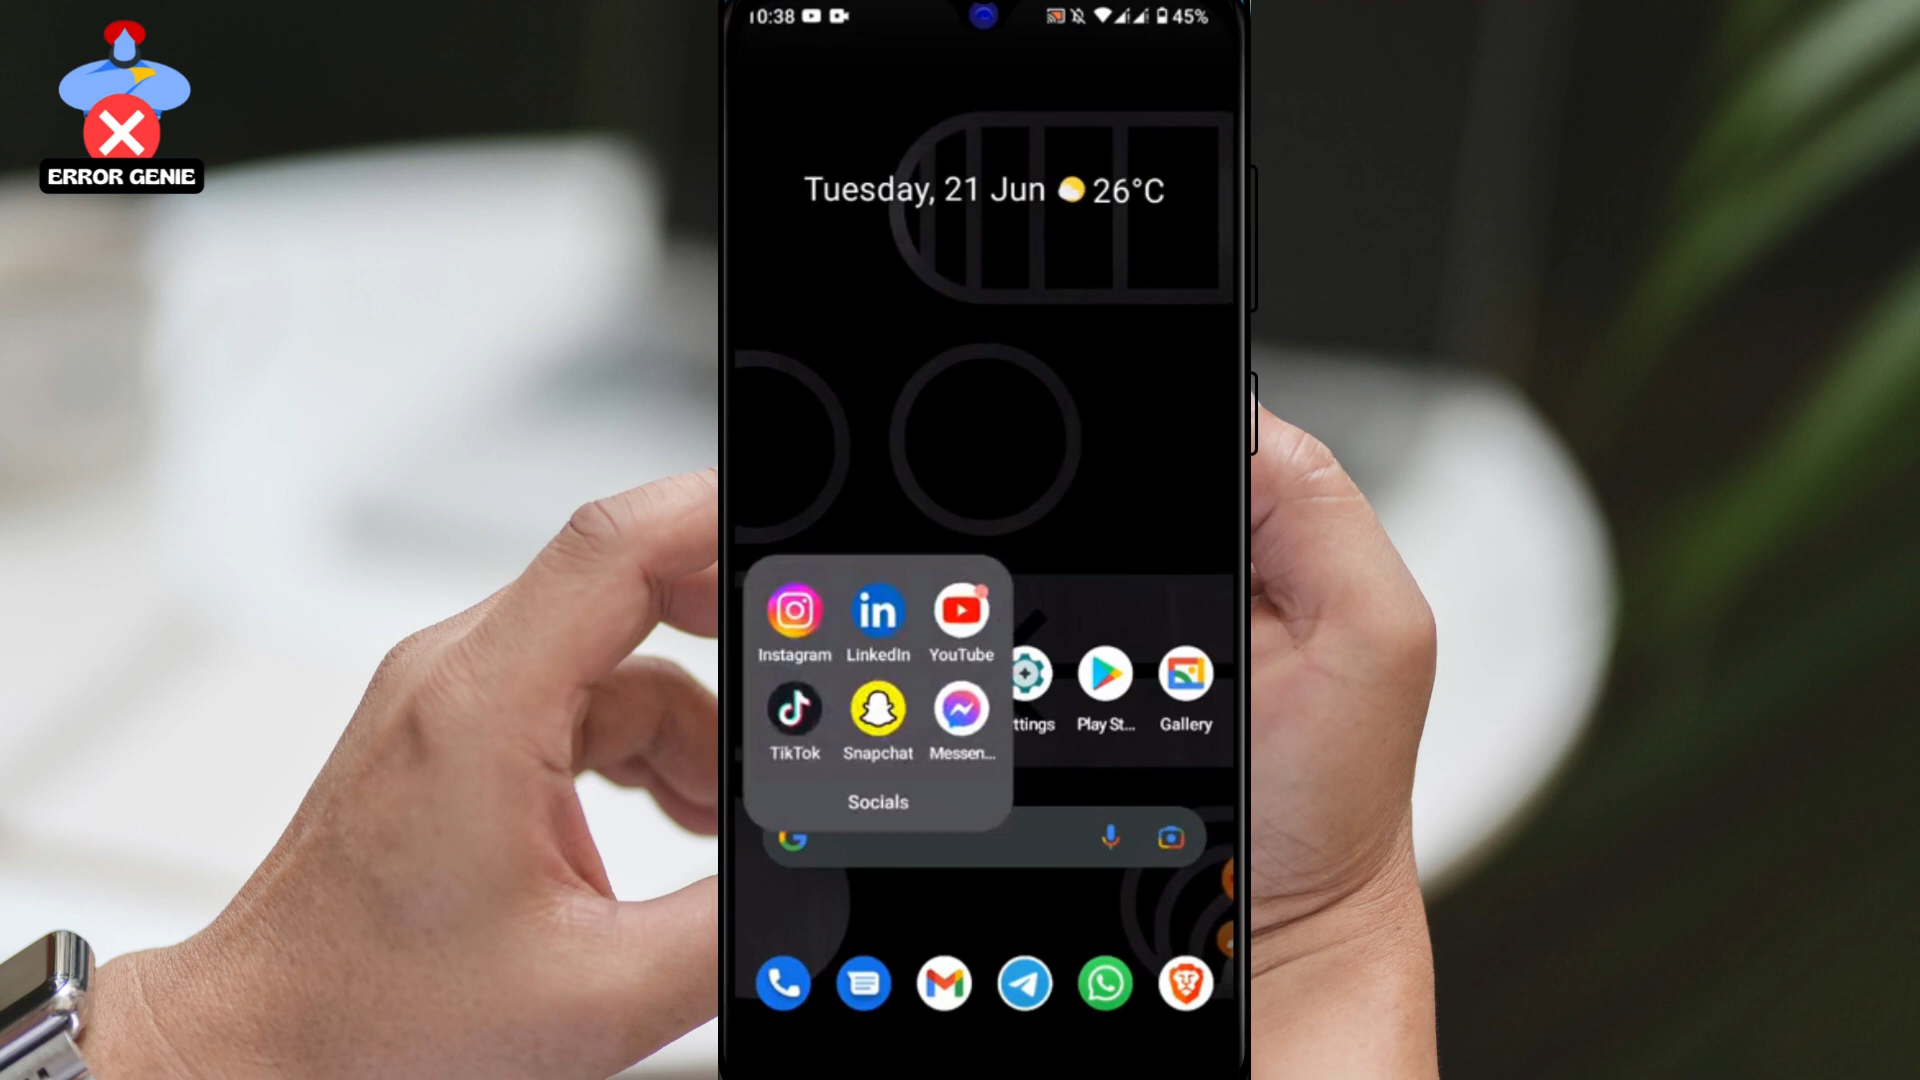 ERROR GENIE
10:38
45%
Tuesday, 21 Jun 26°C
Instagram LinkedIn YouTube
TikTok Snapchat Messen...
Socials
ttings Play St... Gallery